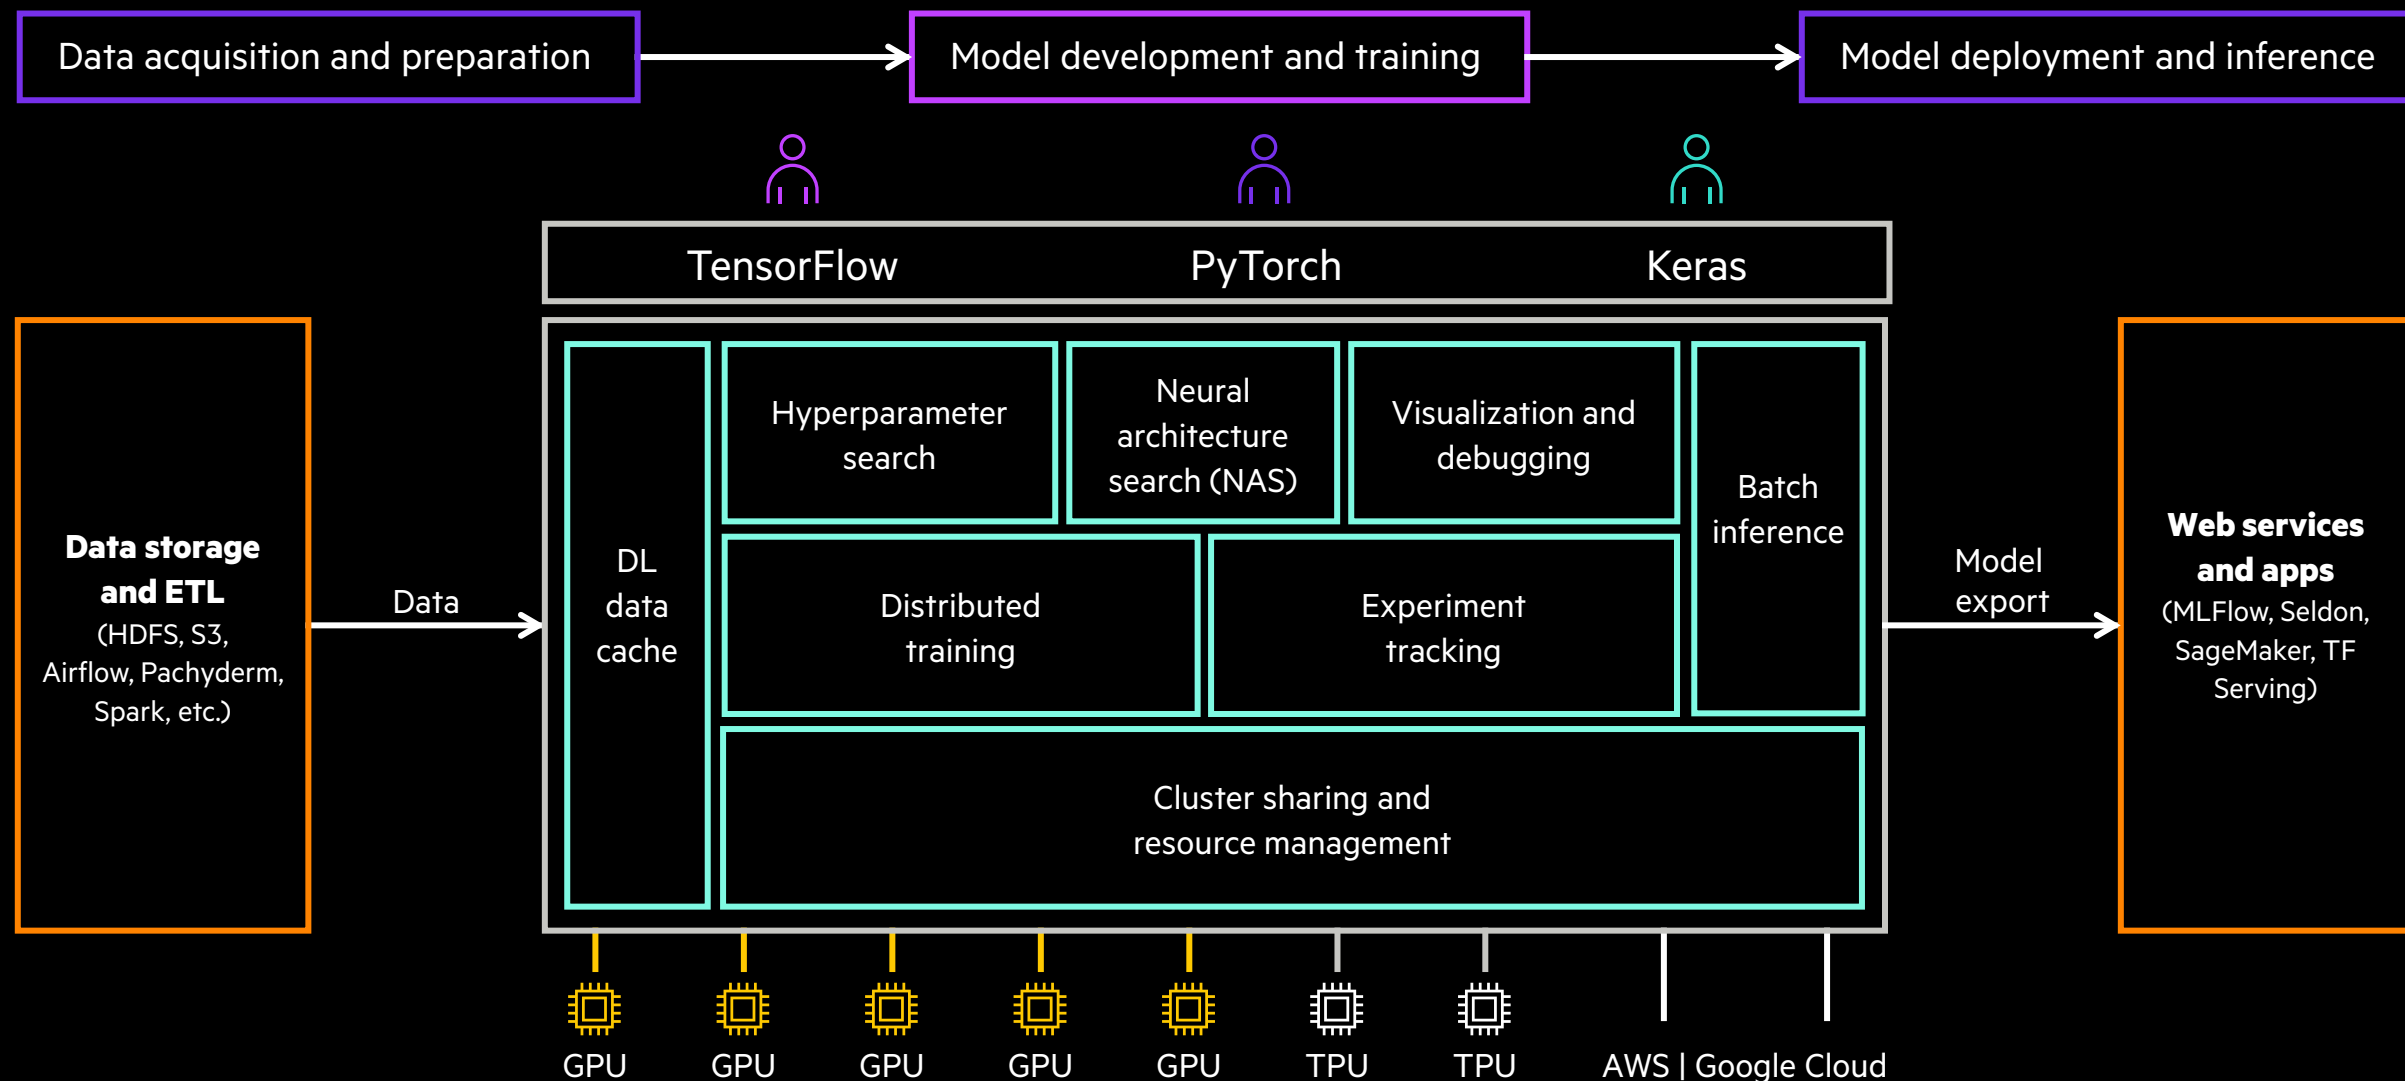 Data acquisition and preparation
Model development and training
Model deployment and inference
TensorFlow
PyTorch
Keras
Data storage
and ETL
(HDFS, S3,
Airflow, Pachyderm,
Spark, etc.)
Data
DL
data
cache
Hyperparameter
search
Neural
architecture
search (NAS)
Visualization and
debugging
Batch
inference
Distributed
training
Experiment
tracking
Cluster sharing and
resource management
Model
export
Web services
and apps
(MLFlow, Seldon,
SageMaker, TF
Serving)
GPU
GPU
GPU
GPU
GPU
TPU
TPU
AWS | Google Cloud